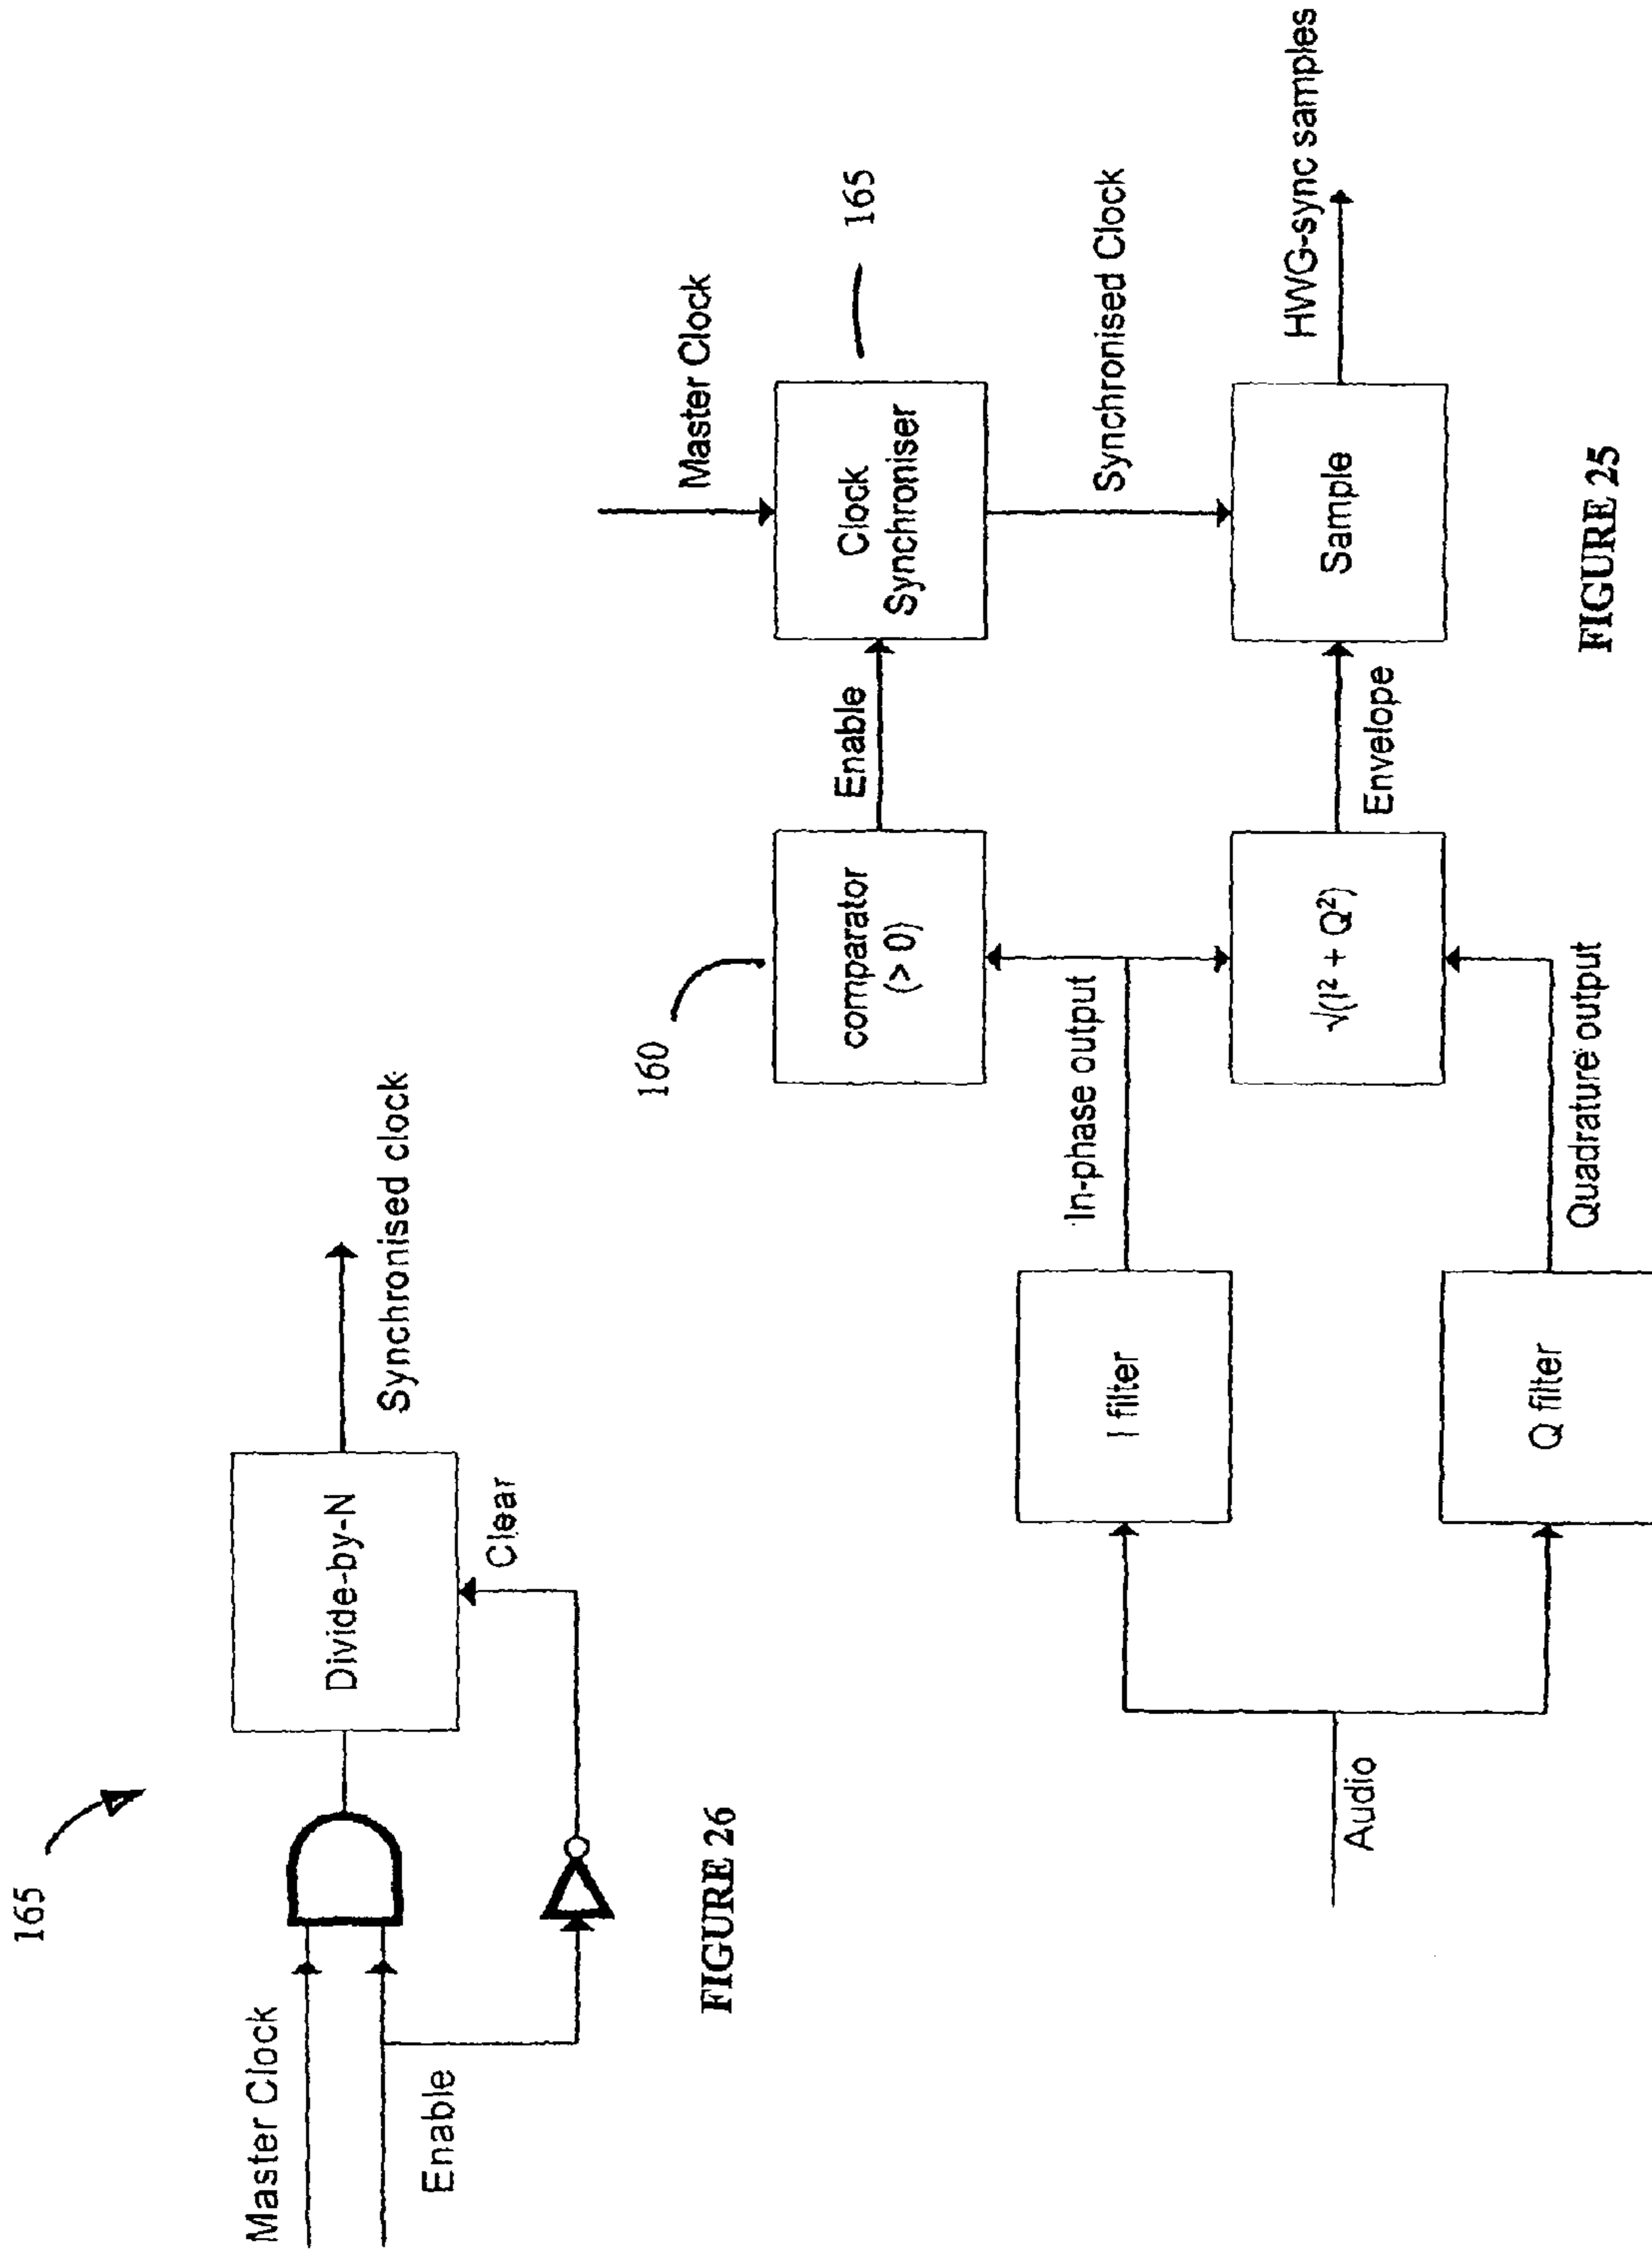 165
Master Clock
Enable
Divide-by-N
Clear
Synchronised clock
FIGURE 26
Audio
I filter
Q filter
In-phase output
Quadrature output
160
comparator
(> 0)
√(I² + Q²)
Enable
Envelope
Master Clock
Clock
Synchroniser
165
Synchronised Clock
Sample
HWG-sync samples
FIGURE 25